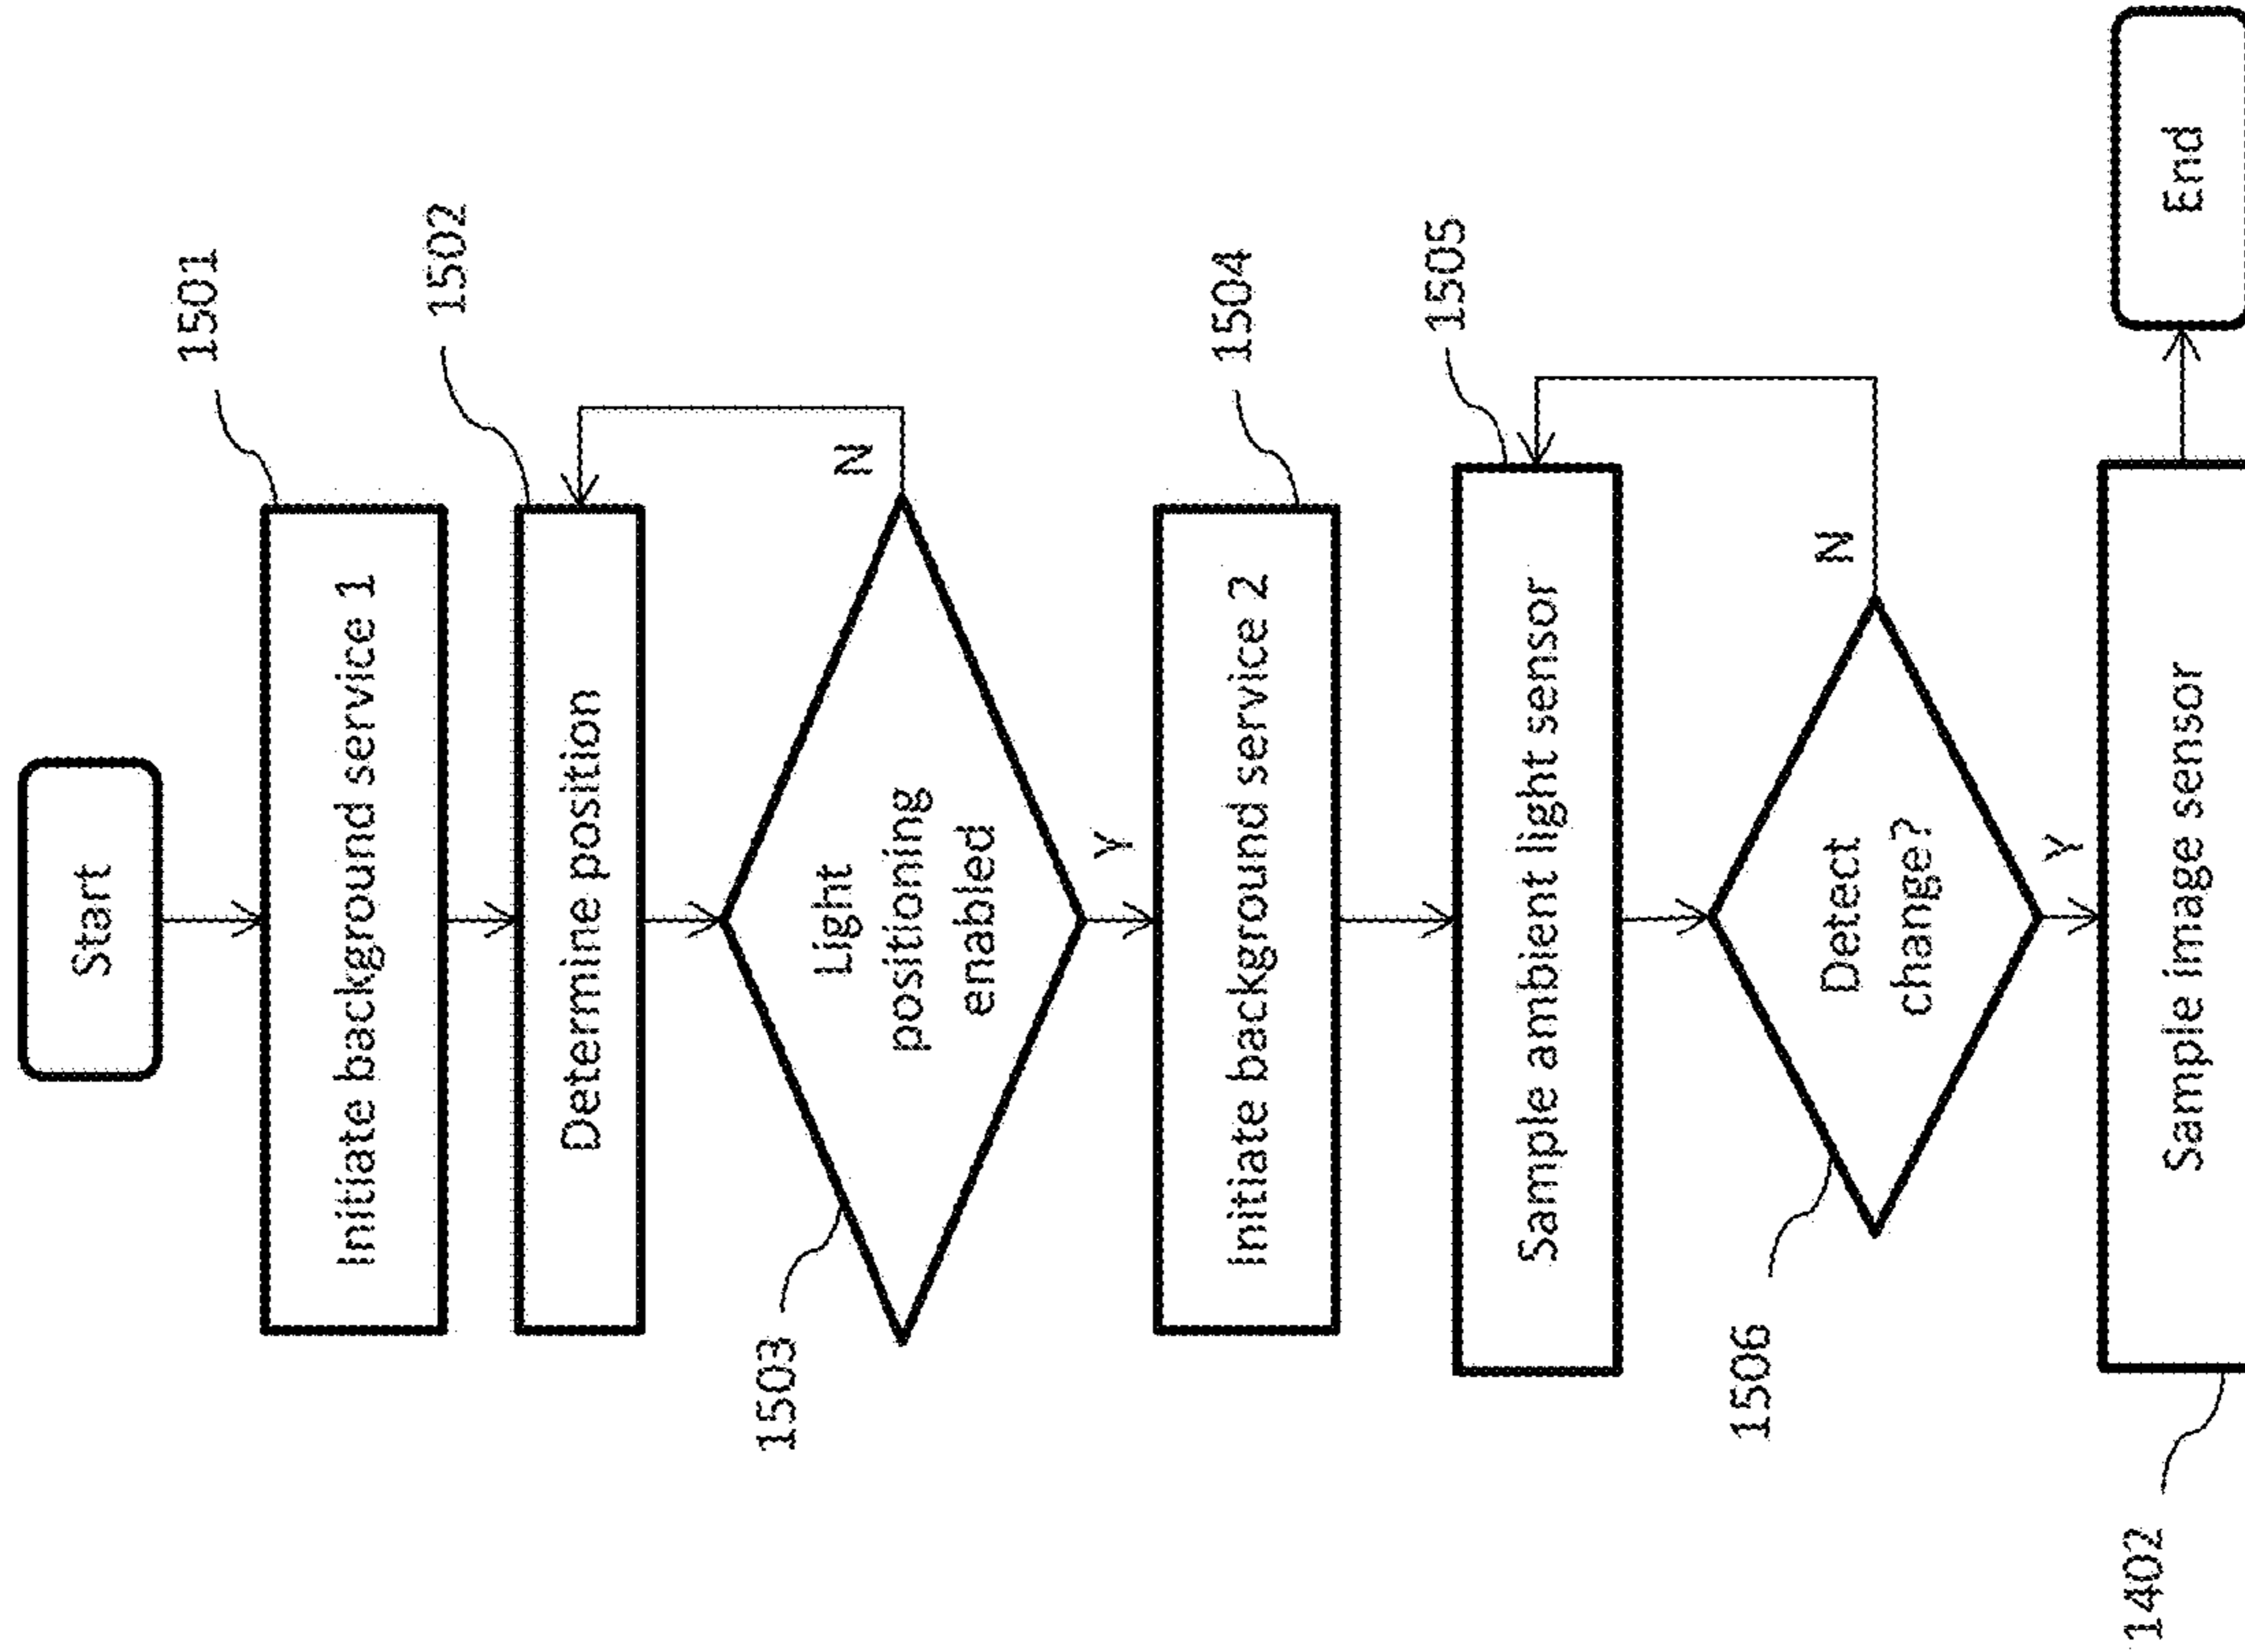 Start
1501
Initiate background service 1
1502
Determine position
1503
Light
positioning
enabled
N
Y
1504
Initiate background service 2
1505
Sample ambient light sensor
1506
Detect
change?
N
Y
1402
Sample image sensor
End